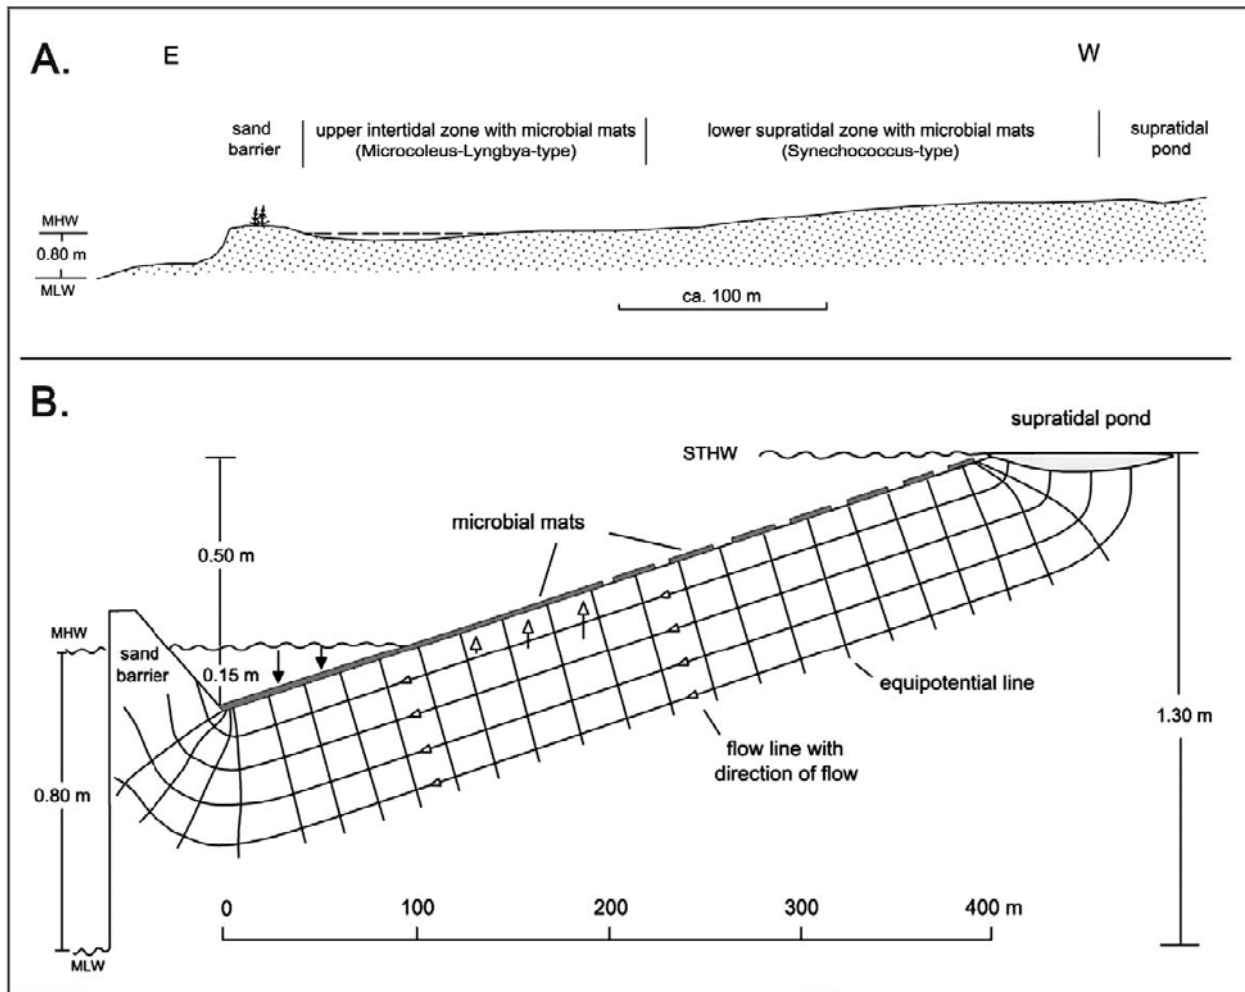 A.
E
W
sand
barrier
upper intertidal zone with microbial mats
(Microcoleus-Lyngbya-type)
lower supratidal zone with microbial mats
(Synechococcus-type)
supratidal
pond
MHW
0.80 m
MLW
ca. 100 m
B.
supratidal pond
STHW
microbial mats
0.50 m
MHW
sand
barrier
0.15 m
equipotential line
1.30 m
flow line with
direction of flow
0.80 m
0
100
200
300
400 m
MLW